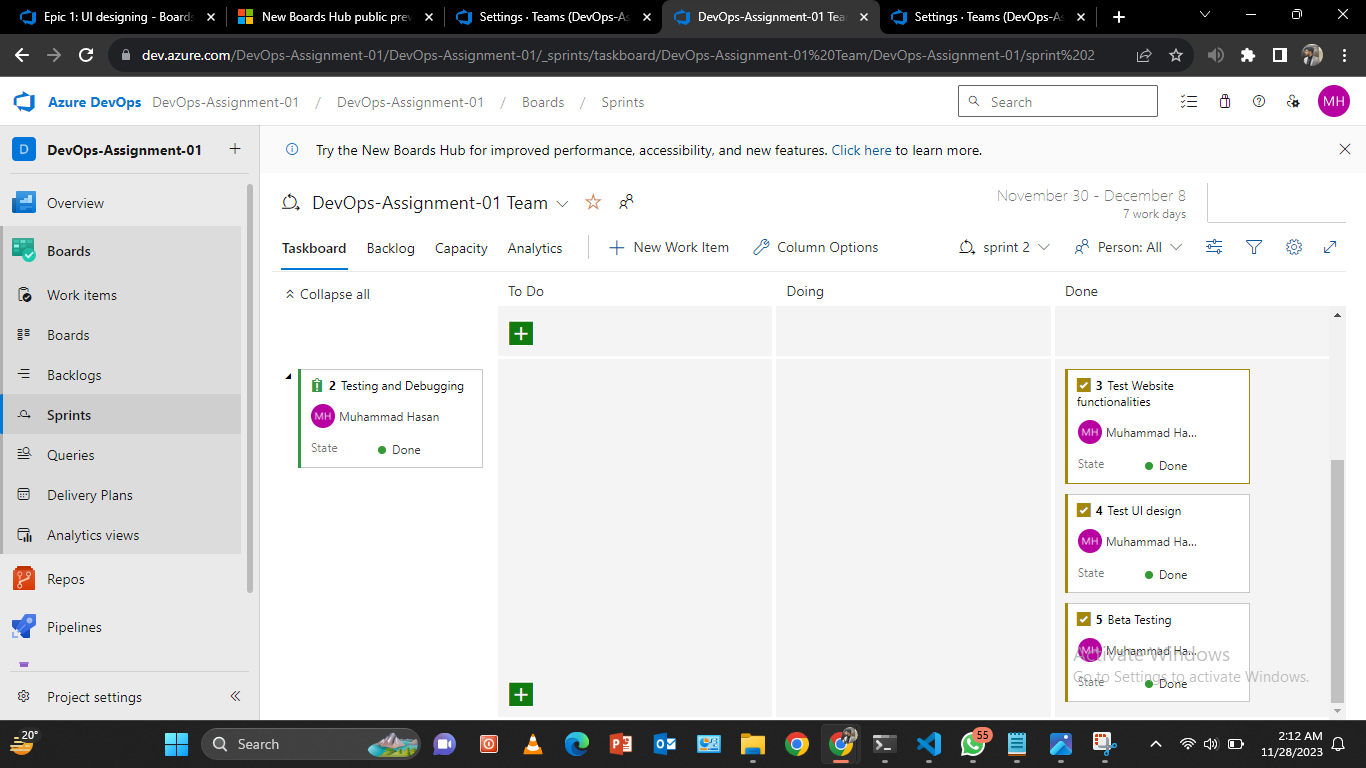 Epic 1: UI designing - Boards
New Boards Hub public prev
Settings · Teams (DevOps-As
DevOps-Assignment-01 Tea
Settings · Teams (DevOps-As
dev.azure.com/DevOps-Assignment-01/DevOps-Assignment-01/_sprints/taskboard/DevOps-Assignment-01%20Team/DevOps-Assignment-01/sprint%202
Azure DevOps DevOps-Assignment-01 / DevOps-Assignment-01 / Boards / Sprints
Search
MH
D DevOps-Assignment-01 +
Try the New Boards Hub for improved performance, accessibility, and new features. Click here to learn more.
Overview
Boards
Work items
Boards
Backlogs
Sprints
Queries
Delivery Plans
Analytics views
Repos
Pipelines
Project settings
DevOps-Assignment-01 Team
November 30 - December 8
7 work days
Taskboard Backlog Capacity Analytics
New Work Item
Column Options
sprint 2
Person: All
Collapse all
To Do
Doing
Done
2 Testing and Debugging
MH Muhammad Hasan
State Done
3 Test Website
functionalities
MH Muhammad Ha...
State Done
4 Test UI design
MH Muhammad Ha...
State Done
5 Beta Testing
MH Muhammad Ha...
State Done
Activate Windows
Go to Settings to activate Windows.
20°
Search
55
2:12 AM
11/28/2023